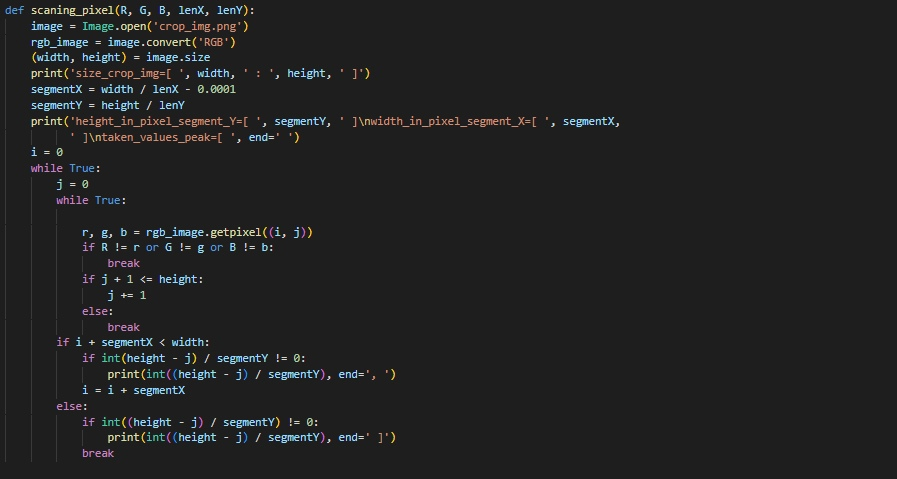 def scaning_pixel(R, G, B, lenX, lenY):
    image = Image.open('crop_img.png')
    rgb_image = image.convert('RGB')
    (width, height) = image.size
    print('size_crop_img=[ ', width, ' : ', height, ' ]')
    segmentX = width / lenX - 0.0001
    segmentY = height / lenY
    print('height_in_pixel_segment_Y=[ ', segmentY, ' ]\nwidth_in_pixel_segment_X=[ ', segmentX,
          ' ]\ntaken_values_peak=[ ', end=' ')
    i = 0
    while True:
        j = 0
        while True:

            r, g, b = rgb_image.getpixel((i, j))
            if R != r or G != g or B != b:
                break
            if j + 1 <= height:
                j += 1
            else:
                break
        if i + segmentX < width:
            if int(height - j) / segmentY != 0:
                print(int((height - j) / segmentY), end=', ')
            i = i + segmentX
        else:
            if int((height - j) / segmentY) != 0:
                print(int((height - j) / segmentY), end=' ]')
            break